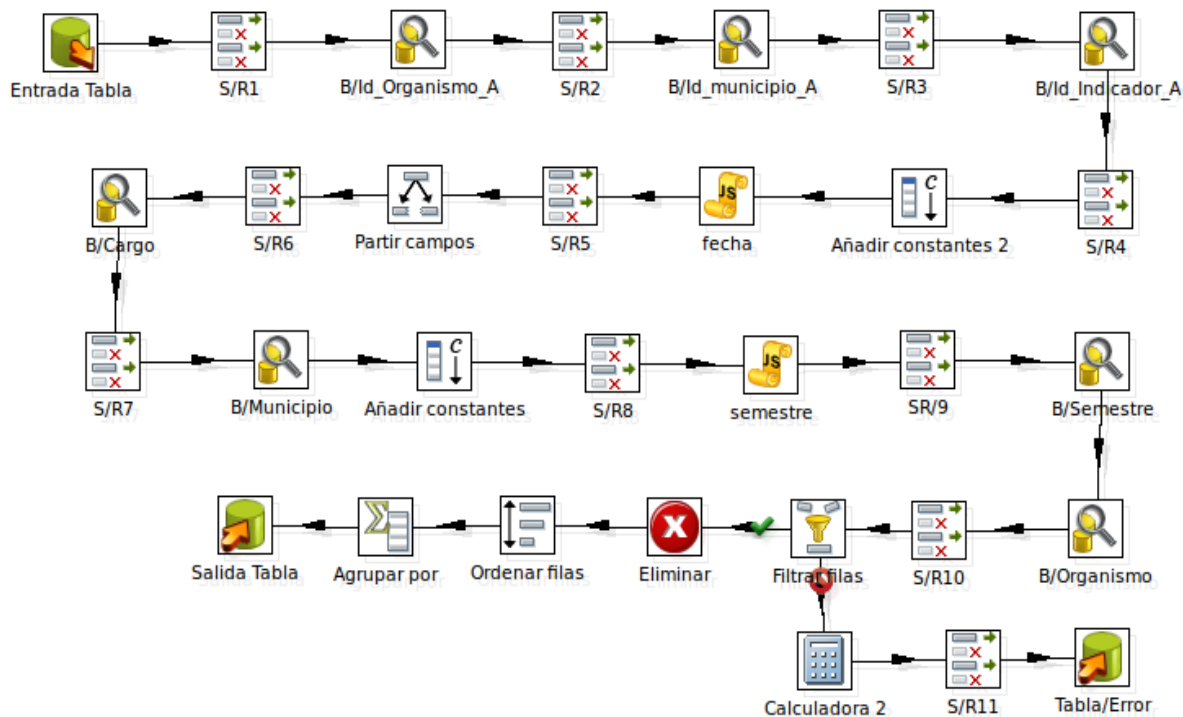 Entrada Tabla
S/R1
B/Id_Organismo_A
S/R2
B/Id_municipio_A
S/R3
B/Id_Indicador_A
B/Cargo
S/R6
Partir campos
S/R5
JS
fecha
C
Añadir constantes 2
S/R4
S/R7
B/Municipio
C
Añadir constantes
S/R8
JS
semestre
SR/9
B/Semestre
Salida Tabla
Agrupar por
Ordenar filas
Eliminar
Filtrar filas
S/R10
B/Organismo
Calculadora 2
S/R11
Tabla/Error